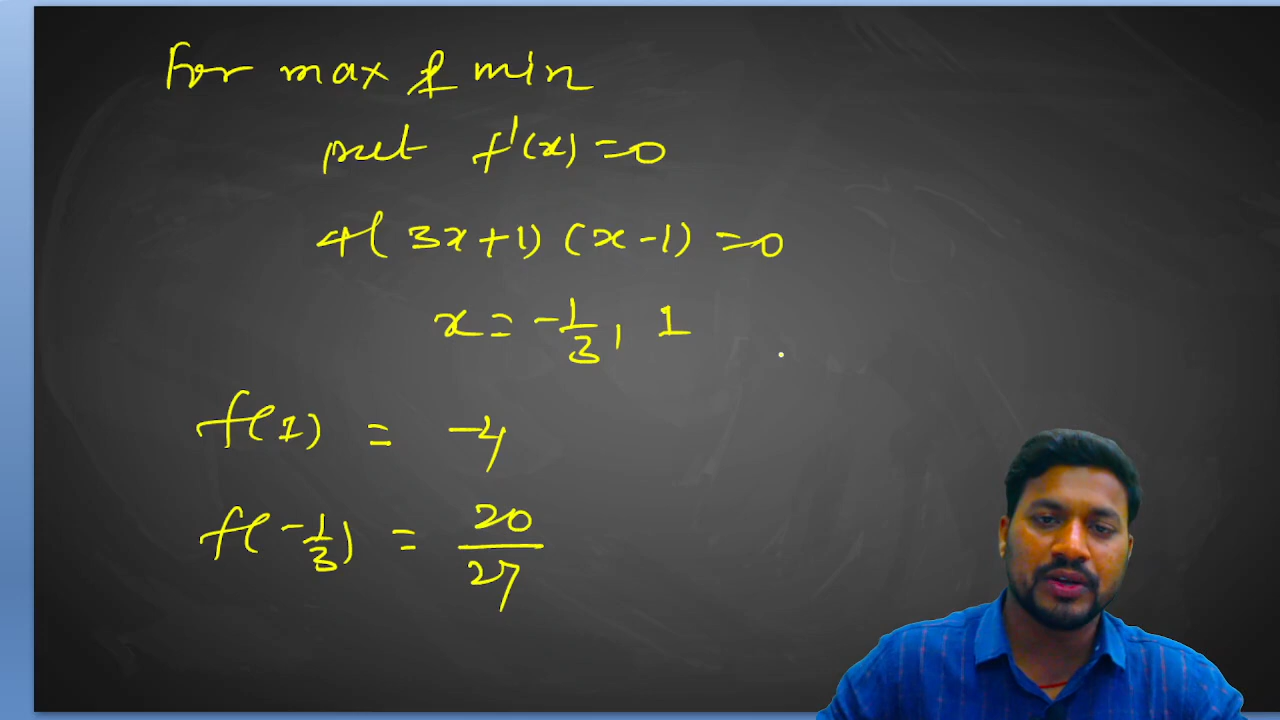 For max & min
put f'(x) = 0
4(3x+1)(x-1) = 0
x = -1/3, 1
f(1) = -4
f(-1/3) = 20/27